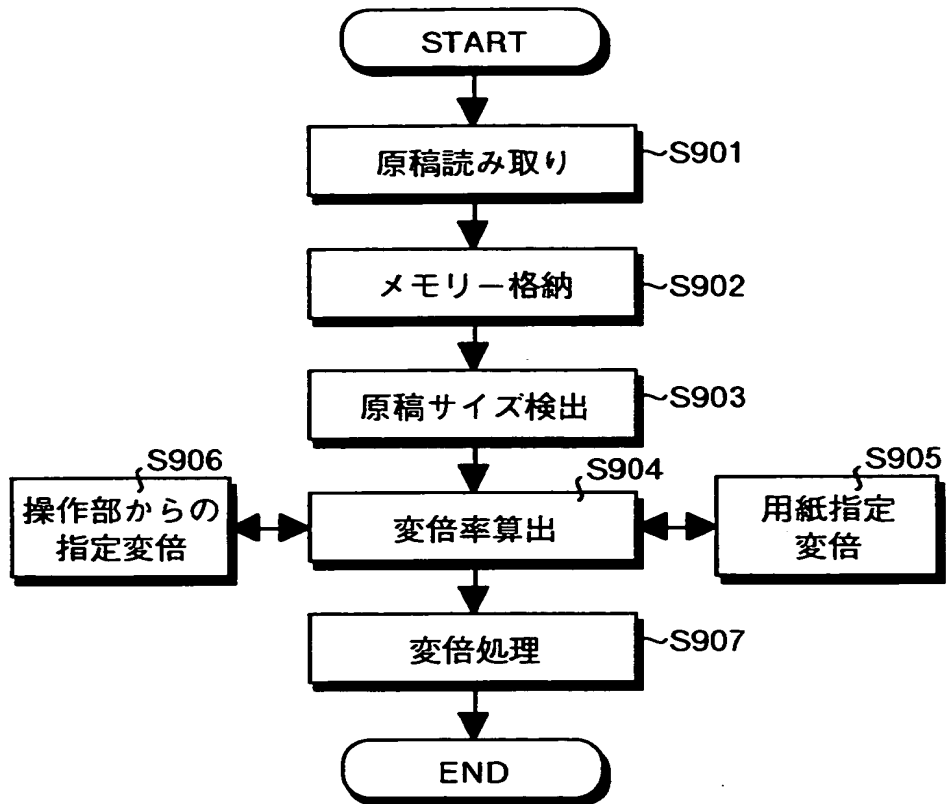 START
原稿読み取り
S901
メモリー格納
S902
原稿サイズ検出
S903
S906
操作部からの
指定変倍
S904
変倍率算出
S905
用紙指定
変倍
変倍処理
S907
END